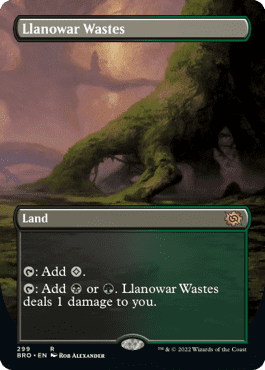 Llanowar Wastes
Land
: Add .
: Add  or . Llanowar Wastes
deals 1 damage to you.
299 R
BRO • EN Rob Alexander
™ & © 2022 Wizards of the Coast